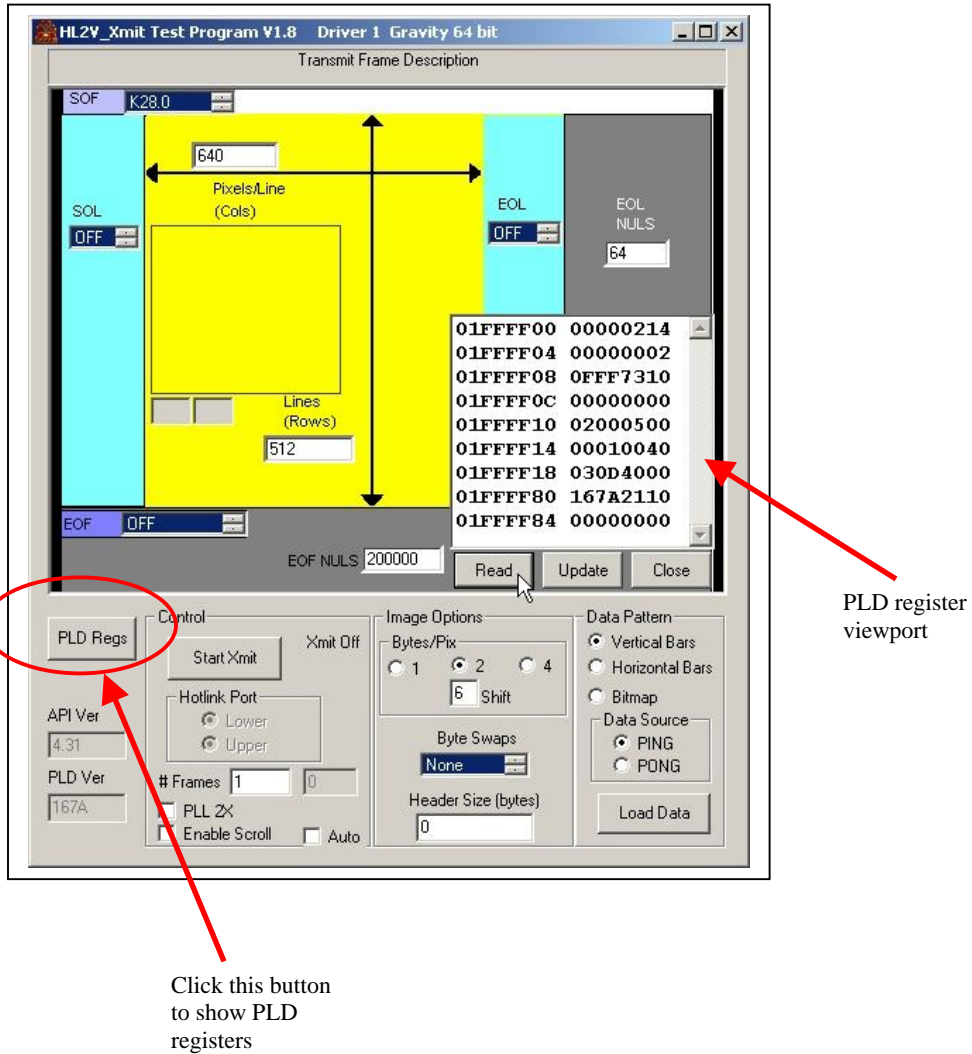 HL2V_Xmit Test Program V1.8 Driver 1 Gravity 64 bit
Transmit Frame Description
SOF K28.0
640
Pixels/Line
(Cols)
SOL
OFF
EOL
OFF
EOL
NULS
64
Lines
(Rows)
512
01FFFF00 00000214
01FFFF04 00000002
01FFFF08 0FFF7310
01FFFF0C 00000000
01FFFF10 02000500
01FFFF14 00010040
01FFFF18 030D4000
01FFFF80 167A2110
01FFFF84 00000000
EOF OFF
EOF NULS 200000
Read Update Close
PLD register
viewport
PLD Regs
API Ver
4.31
PLD Ver
167A
Control
Start Xmit
Xmit Off
Hotlink Port
Lower
Upper
# Frames 1 0
PLL 2X
Enable Scroll Auto
Image Options
Bytes/Pix
1 2 4
6 Shift
Byte Swaps
None
Header Size (bytes)
0
Data Pattern
Vertical Bars
Horizontal Bars
Bitmap
Data Source
PING
PONG
Load Data
Click this button
to show PLD
registers